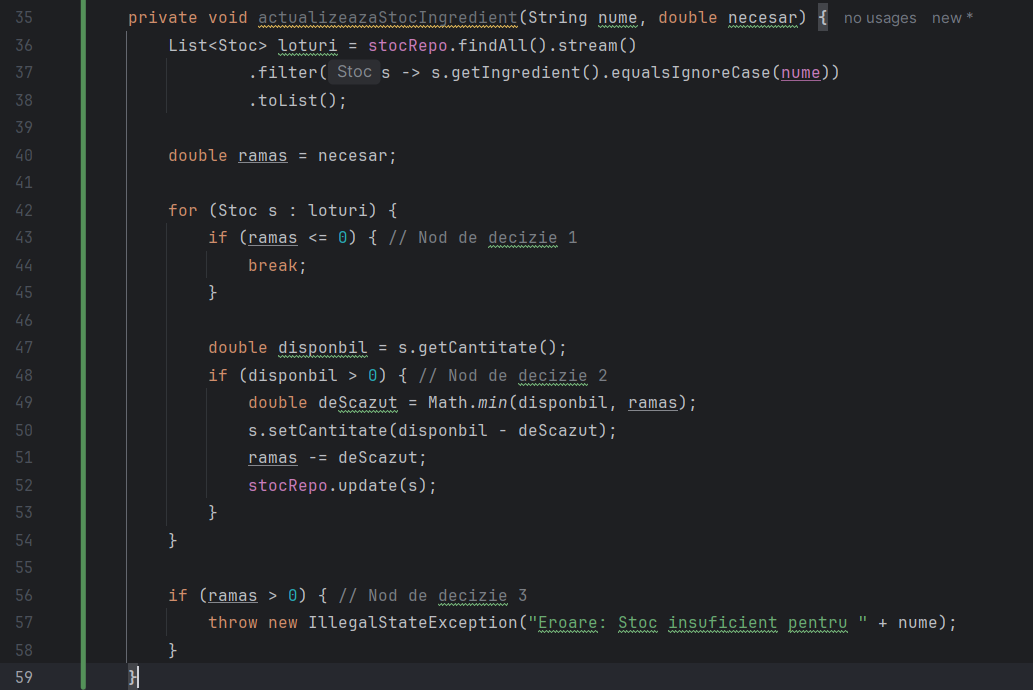 35 private void actualizeazaStocIngredient(String nume, double necesar) { no usages new *
36 List<Stoc> loturi = stocRepo.findAll().stream()
37 .filter( Stoc s -> s.getIngredient().equalsIgnoreCase(nume))
38 .toList();
39
40 double ramas = necesar;
41
42 for (Stoc s : loturi) {
43 if (ramas <= 0) { // Nod de decizie 1
44 break;
45 }
46
47 double disponbil = s.getCantitate();
48 if (disponbil > 0) { // Nod de decizie 2
49 double deScazut = Math.min(disponbil, ramas);
50 s.setCantitate(disponbil - deScazut);
51 ramas -= deScazut;
52 stocRepo.update(s);
53 }
54 }
55
56 if (ramas > 0) { // Nod de decizie 3
57 throw new IllegalStateException("Eroare: Stoc insuficient pentru " + nume);
58 }
59 }